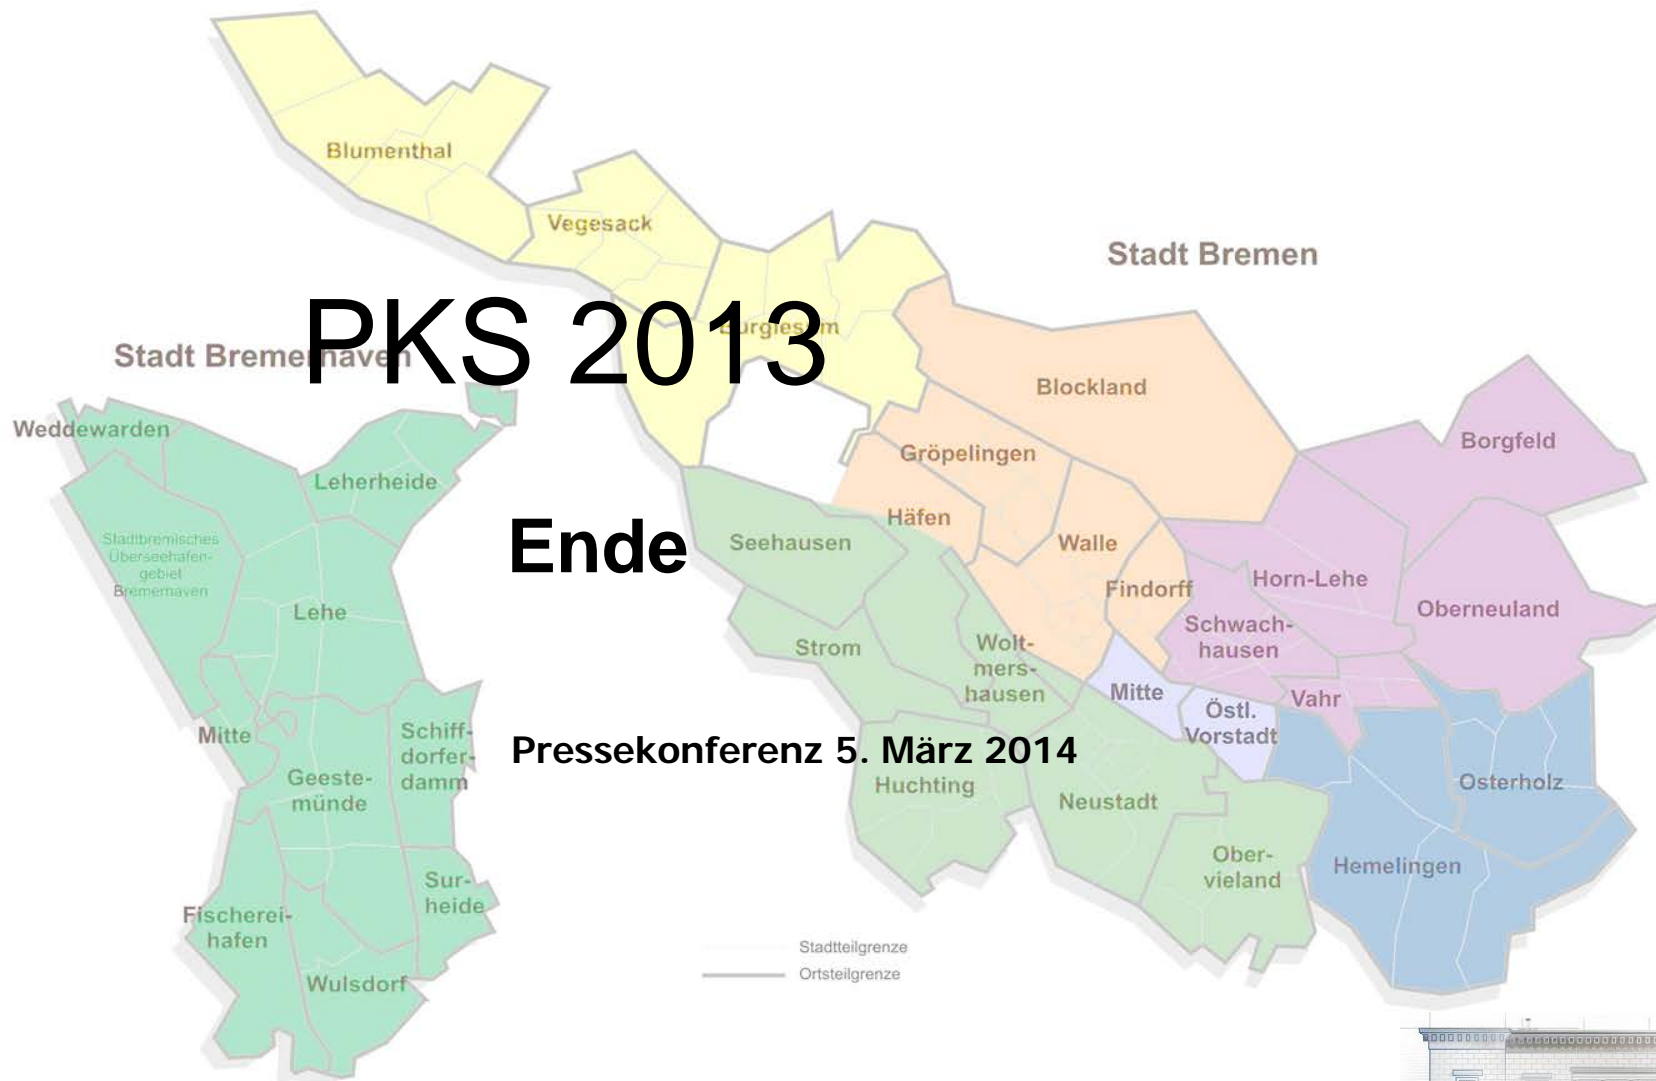 Blumenthal
Vegesack
Stadt Bremen
PKS 2013
Burglesum
Stadt Bremerhaven
Blockland
Weddewarden
Borgfeld
Gröpelingen
Leherheide
Häfen
Ende
Seehausen
Walle
Stadtbremisches
Überseehafen-
gebiet
Bremerhaven
Horn-Lehe
Findorff
Oberneuland
Lehe
Schwach-
hausen
Strom
Wolt-
mers-
hausen
Mitte
Vahr
Östl.
Vorstadt
Mitte
Schiff-
dorfer-
damm
Pressekonferenz 5. März 2014
Geeste-
münde
Huchting
Neustadt
Osterholz
Ober-
vieland
Hemelingen
Sur-
heide
Fischerei-
hafen
Wulsdorf
Stadtteilgrenze
Ortsteilgrenze